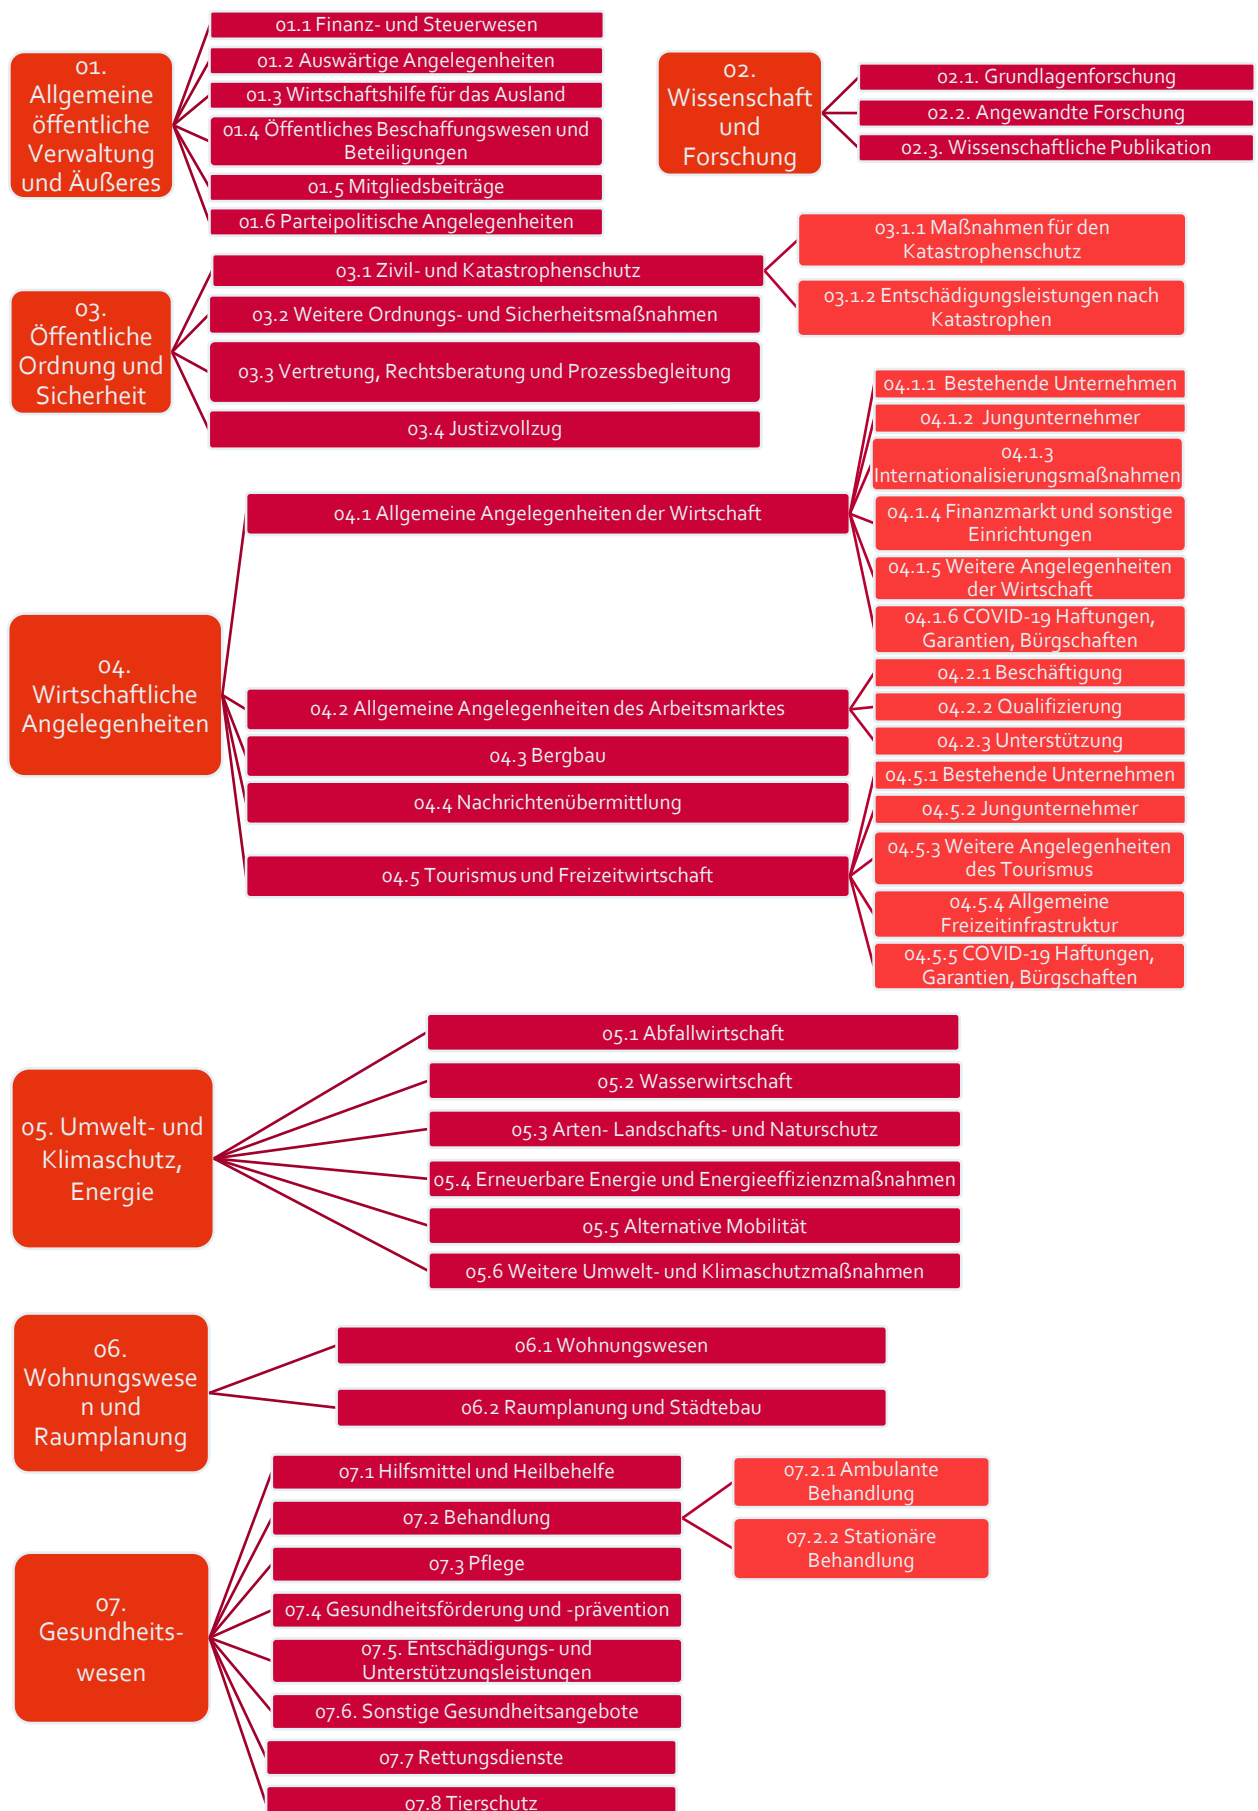 01.
Allgemeine
öffentliche
Verwaltung
und Äußeres
01.1 Finanz- und Steuerwesen
01.2 Auswärtige Angelegenheiten
01.3 Wirtschaftshilfe für das Ausland
01.4 Öffentliches Beschaffungswesen und
Beteiligungen
01.5 Mitgliedsbeiträge
01.6 Parteipolitische Angelegenheiten
02.
Wissenschaft
und
Forschung
02.1. Grundlagenforschung
02.2. Angewandte Forschung
02.3. Wissenschaftliche Publikation
03.
Öffentliche
Ordnung und
Sicherheit
03.1 Zivil- und Katastrophenschutz
03.2 Weitere Ordnungs- und Sicherheitsmaßnahmen
03.3 Vertretung, Rechtsberatung und Prozessbegleitung
03.4 Justizvollzug
03.1.1 Maßnahmen für den
Katastrophenschutz
03.1.2 Entschädigungsleistungen nach
Katastrophen
04.
Wirtschaftliche
Angelegenheiten
04.1 Allgemeine Angelegenheiten der Wirtschaft
04.1.1 Bestehende Unternehmen
04.1.2 Jungunternehmer
04.1.3
Internationalisierungsmaßnahmen
04.1.4 Finanzmarkt und sonstige
Einrichtungen
04.1.5 Weitere Angelegenheiten
der Wirtschaft
04.1.6 COVID-19 Haftungen,
Garantien, Bürgschaften
04.2 Allgemeine Angelegenheiten des Arbeitsmarktes
04.2.1 Beschäftigung
04.2.2 Qualifizierung
04.2.3 Unterstützung
04.3 Bergbau
04.4 Nachrichtenübermittlung
04.5 Tourismus und Freizeitwirtschaft
04.5.1 Bestehende Unternehmen
04.5.2 Jungunternehmer
04.5.3 Weitere Angelegenheiten
des Tourismus
04.5.4 Allgemeine
Freizeitinfrastruktur
04.5.5 COVID-19 Haftungen,
Garantien, Bürgschaften
05. Umwelt- und
Klimaschutz,
Energie
05.1 Abfallwirtschaft
05.2 Wasserwirtschaft
05.3 Arten- Landschafts- und Naturschutz
05.4 Erneuerbare Energie und Energieeffizienzmaßnahmen
05.5 Alternative Mobilität
05.6 Weitere Umwelt- und Klimaschutzmaßnahmen
06.
Wohnungswese
n und
Raumplanung
06.1 Wohnungswesen
06.2 Raumplanung und Städtebau
07.
Gesundheits-
wesen
07.1 Hilfsmittel und Heilbehelfe
07.2 Behandlung
07.2.1 Ambulante
Behandlung
07.2.2 Stationäre
Behandlung
07.3 Pflege
07.4 Gesundheitsförderung und -prävention
07.5. Entschädigungs- und
Unterstützungsleistungen
07.6. Sonstige Gesundheitsangebote
07.7 Rettungsdienste
07.8 Tierschutz